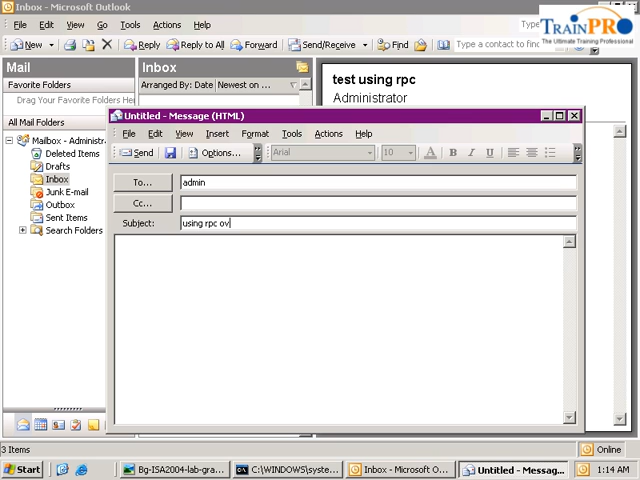 Inbox - Microsoft Outlook
TrainPRO
The Ultimate Training Professional
File Edit View Go Tools Actions Help
New Reply Reply to All Forward Send/Receive Find Type a contact to find
Mail
Inbox
Favorite Folders
Arranged By: Date Newest on ...
Drag Your Favorite Folders Here
All Mail Folders
Mailbox - Administra
Deleted Items
Drafts
Inbox
Junk E-mail
Outbox
Sent Items
Search Folders
test using rpc
Administrator
Untitled - Message (HTML)
File Edit View Insert Format Tools Actions Help
Send Options... Arial 10 A B I U
To... admin
Cc...
Subject: using rpc ov
3 Items
Online
Start
Bg-ISA2004-lab-gra...
C:\WINDOWS\syste...
Inbox - Microsoft O...
Untitled - Messag...
1:14 AM